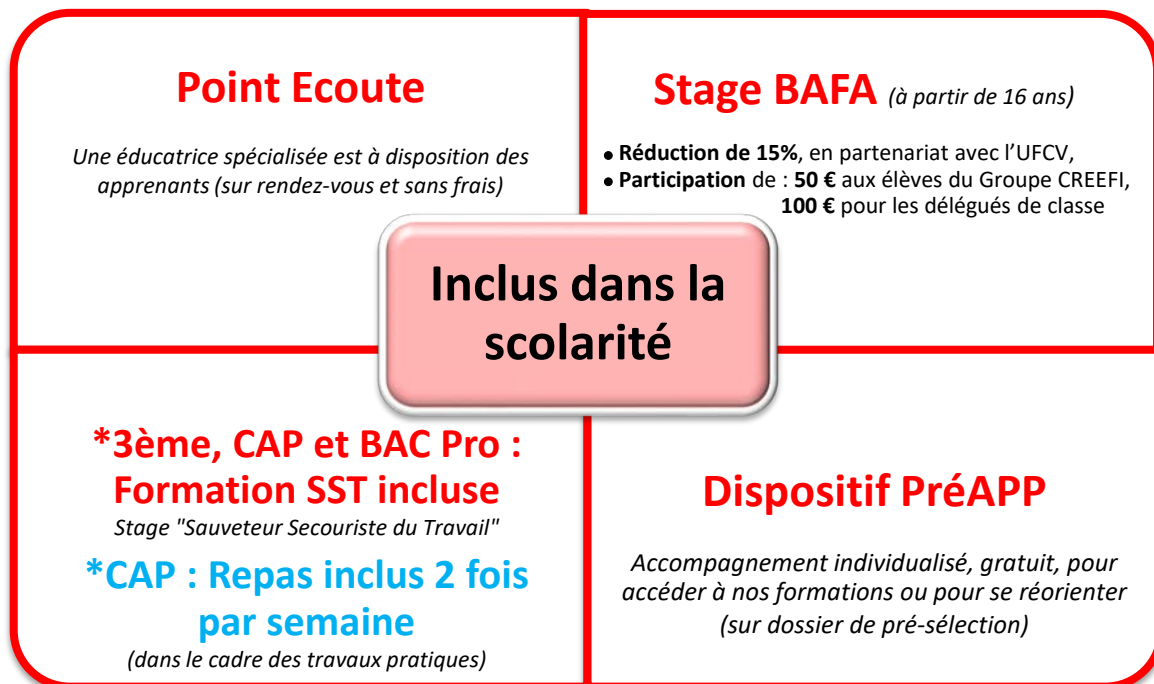 Point Ecoute
Une éducatrice spécialisée est à disposition des
apprenants (sur rendez-vous et sans frais)
Stage BAFA (à partir de 16 ans)
• Réduction de 15%, en partenariat avec l’UFCV,
• Participation de : 50 € aux élèves du Groupe CREEFI,
100 € pour les délégués de classe
Inclus dans la
scolarité
*3ème, CAP et BAC Pro :
Formation SST incluse
Stage "Sauveteur Secouriste du Travail"
*CAP : Repas inclus 2 fois
par semaine
(dans le cadre des travaux pratiques)
Dispositif PréAPP
Accompagnement individualisé, gratuit, pour
accéder à nos formations ou pour se réorienter
(sur dossier de pré-sélection)